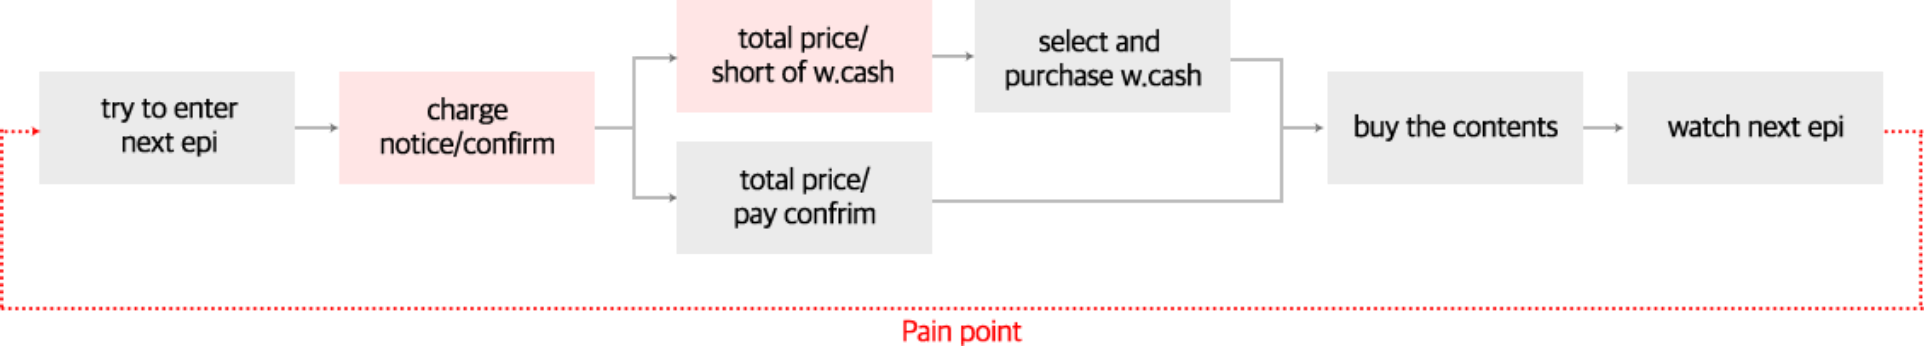 try to enter
next epi
charge
notice/confirm
total price/
short of w.cash
select and
purchase w.cash
total price/
pay confrim
buy the contents
watch next epi
Pain point